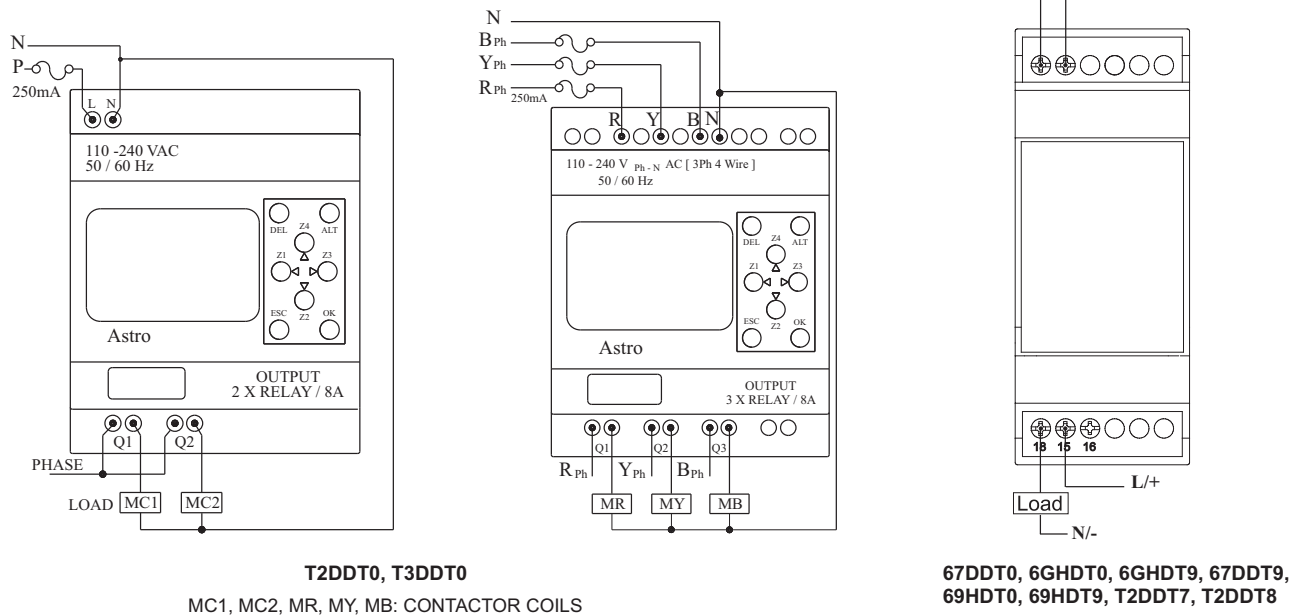 N
P
250mA
L N
110 -240 VAC
50 / 60 Hz
DEL
Z4
ALT
Z1
Z3
ESC
Z2
OK
Astro
OUTPUT
2 X RELAY / 8A
Q1
Q2
PHASE
LOAD
MC1
MC2
N
BPh
YPh
RPh
250mA
R Y B N
110 - 240 V Ph - N AC [ 3Ph 4 Wire ]
50 / 60 Hz
DEL
Z4
ALT
Z1
Z3
ESC
Z2
OK
Astro
OUTPUT
3 X RELAY / 8A
Q1
Q2
Q3
RPh
YPh
BPh
MR
MY
MB
18 15 16
L/+
Load
N/-
T2DDT0, T3DDT0
MC1, MC2, MR, MY, MB: CONTACTOR COILS
67DDT0, 6GHDT0, 6GHDT9, 67DDT9,
69HDT0, 69HDT9, T2DDT7, T2DDT8